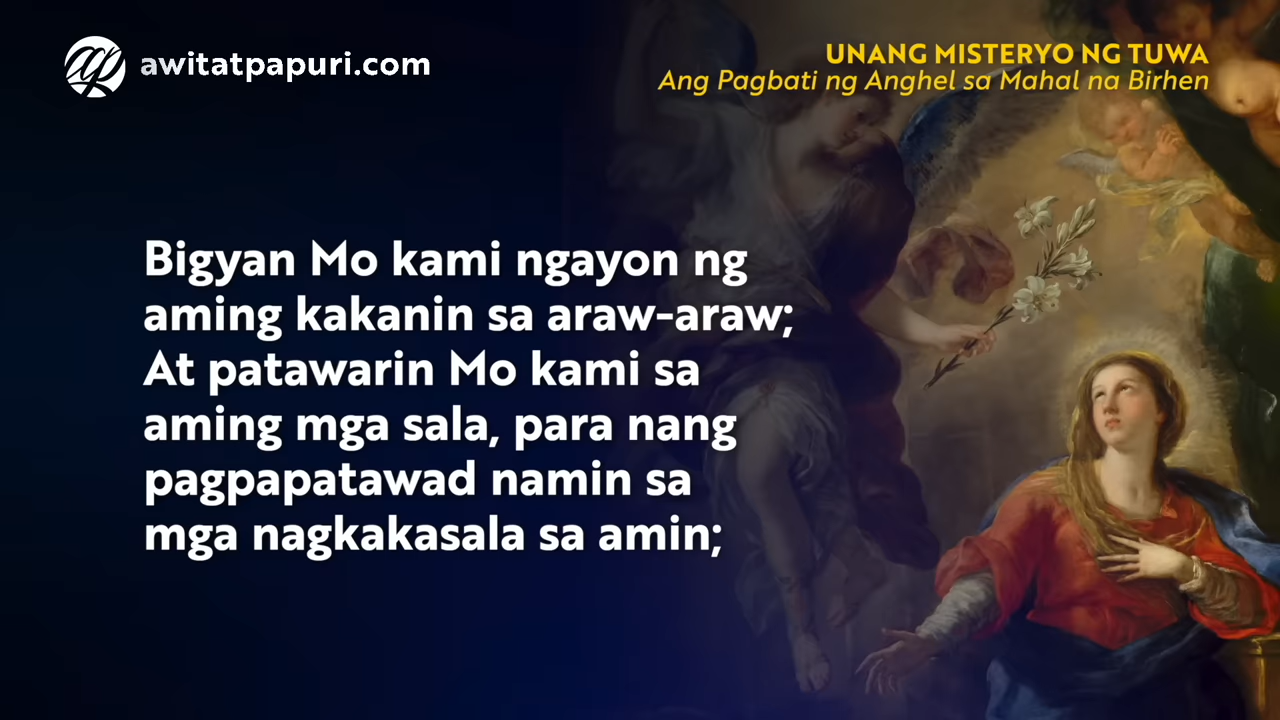 awitatpapuri.com
UNANG MISTERYO NG TUWA
Ang Pagbati ng Anghel sa Mahal na Birhen
Bigyan Mo kami ngayon ng
aming kakanin sa araw-araw;
At patawarin Mo kami sa
aming mga sala, para nang
pagpapatawad namin sa
mga nagkakasala sa amin;